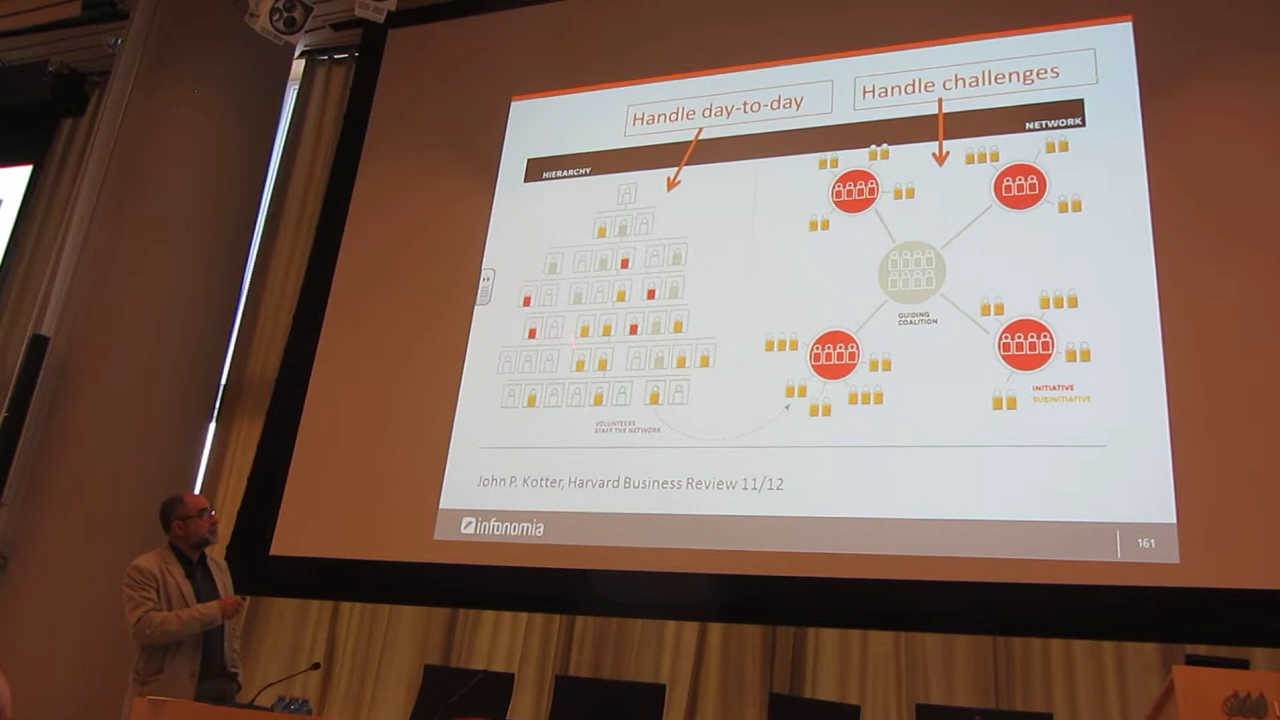 Handle day-to-day
Handle challenges
HIERARCHY
NETWORK
GUIDING
COALITION
INITIATIVE
SUBINITIATIVE
VOLUNTEERS
STAFF THE NETWORK
John P. Kotter, Harvard Business Review 11/12
infonomia
161